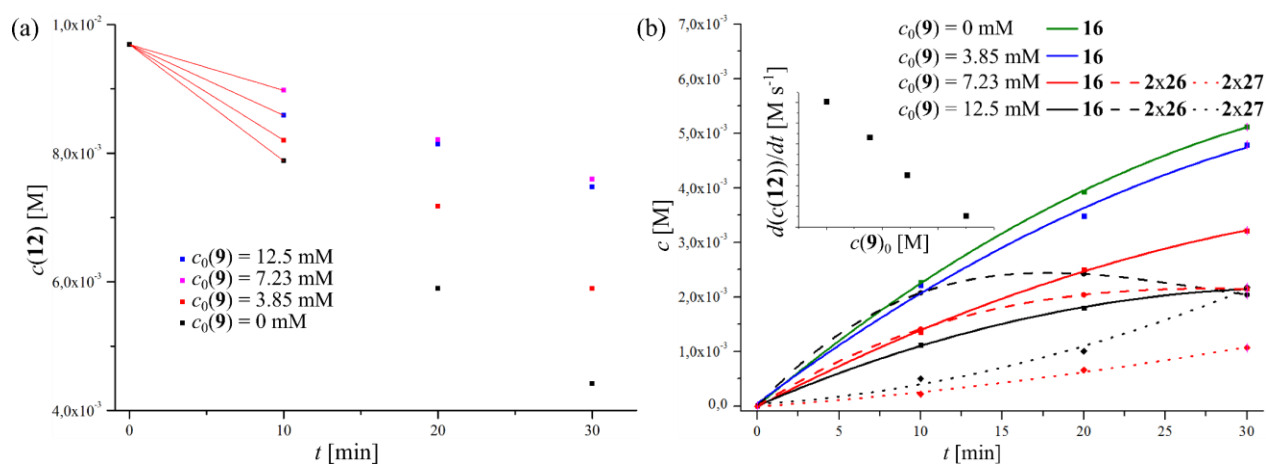 (a)
1,0x10⁻²
8,0x10⁻³
6,0x10⁻³
4,0x10⁻³
c(12) [M]
c₀(9) = 12.5 mM
c₀(9) = 7.23 mM
c₀(9) = 3.85 mM
c₀(9) = 0 mM
0 10 20 30
t [min]
(b)
7,0x10⁻³
6,0x10⁻³
5,0x10⁻³
4,0x10⁻³
3,0x10⁻³
2,0x10⁻³
1,0x10⁻³
0,0
c [M]
c₀(9) = 0 mM 16
c₀(9) = 3.85 mM 16
c₀(9) = 7.23 mM 16 2x26 2x27
c₀(9) = 12.5 mM 16 2x26 2x27
d(c(12))/dt [M s⁻¹]
c(9)₀ [M]
0 5 10 15 20 25 30
t [min]